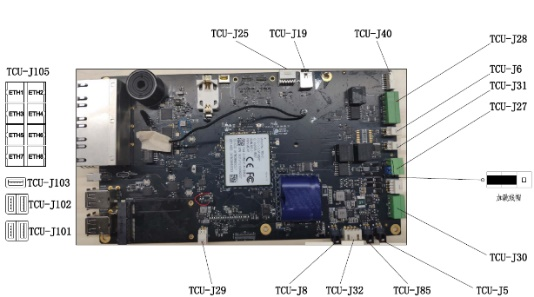 TCU-J25
TCU-J19
TCU-J40
TCU-J28
TCU-J105
TCU-J6
TCU-J31
TCU-J27
ETH1 ETH2
ETH3 ETH4
ETH5 ETH6
ETH7 ETH8
TCU-J103
TCU-J102
TCU-J101
TCU-J30
TCU-J29
TCU-J8
TCU-J32
TCU-J85
TCU-J5